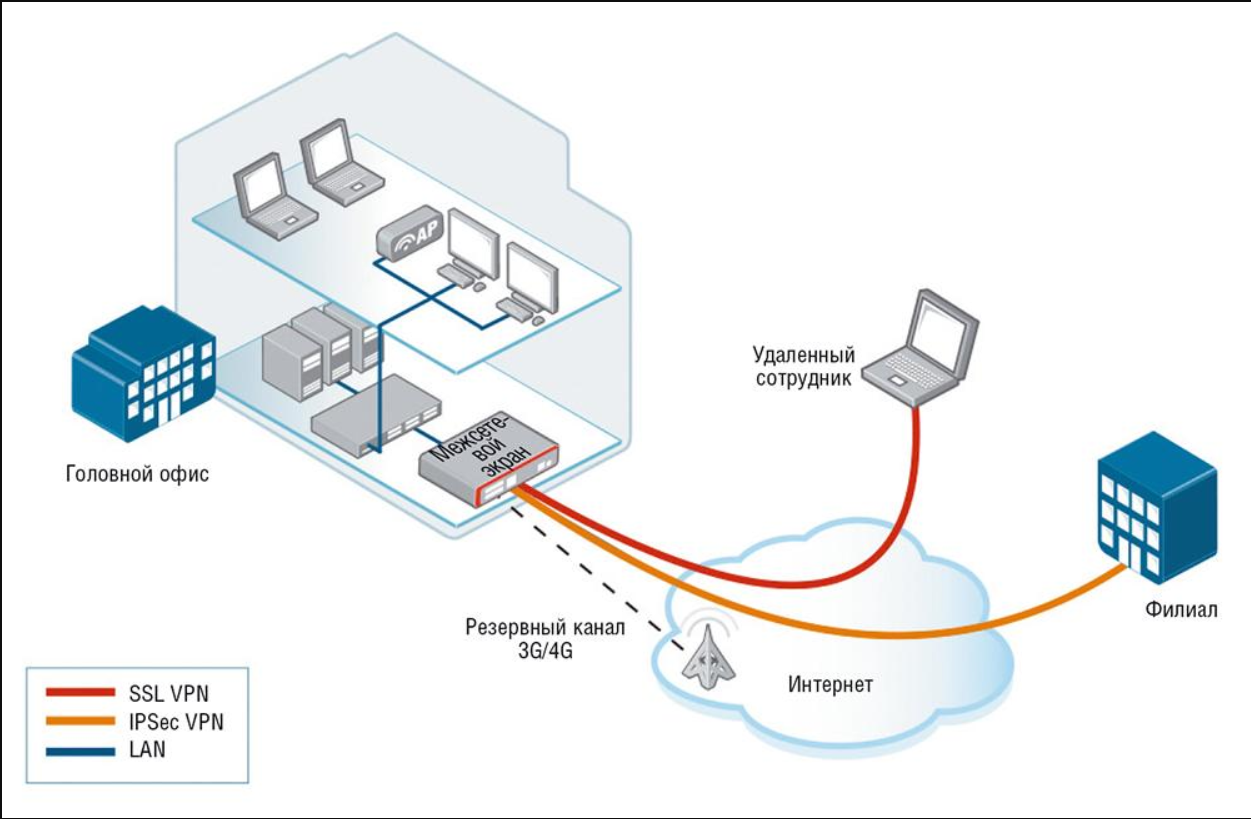 AP
Межсете-
вой
экран
Головной офис
Удаленный
сотрудник
Филиал
Резервный канал
3G/4G
Интернет
SSL VPN
IPSec VPN
LAN